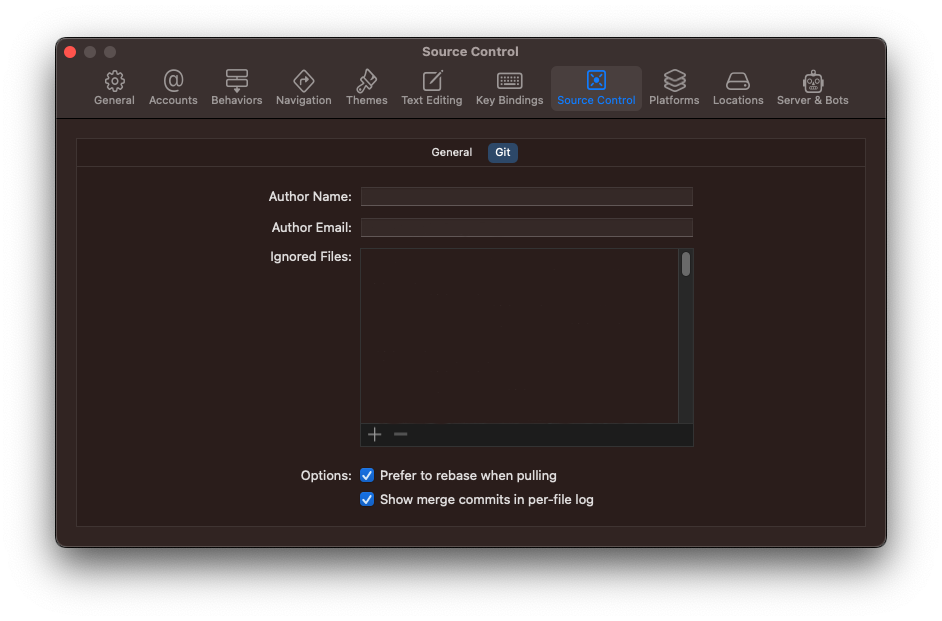 Source Control
General Accounts Behaviors Navigation Themes Text Editing Key Bindings Source Control Platforms Locations Server & Bots
General Git
Author Name:
Author Email:
Ignored Files:
Options: Prefer to rebase when pulling
Show merge commits in per-file log